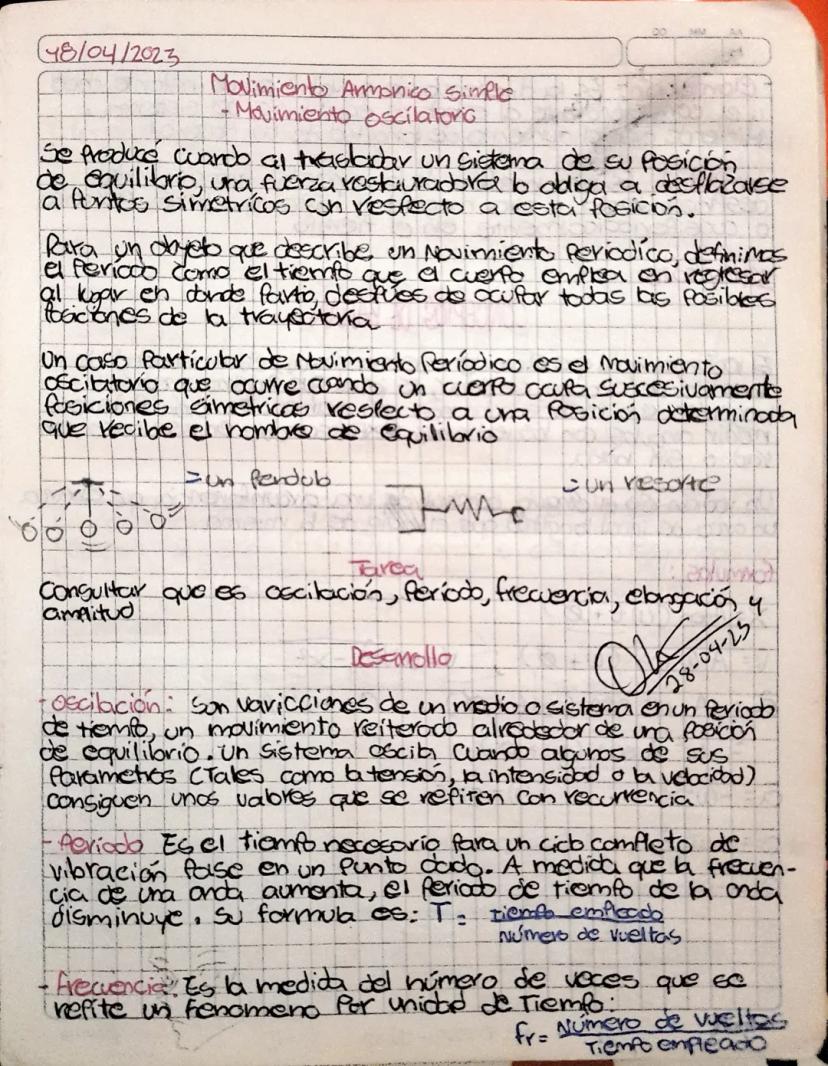 48/04/2023
Movimiento Armonico simple
- Movimiento oscilatorio
Se produce cuando al trasladar un sistema de su posición
de equilibrio, una fuerza restauradora lo obliga a desplazarse
a puntos simetricos con respecto a esta posición.
Para un objeto que describe un Movimiento Periodíco, definimos
el Periodo como el tiempo que el cuerpo emplea en regresar
al lugar en donde Partó, después de ocupar todas las posibles
posiciones de la trayectoria
Un caso Particular de Movimiento Períodico es el Movimiento
oscilatorio que ocurre cuando un cuerpo ocupa suscesivamente
posiciones simetricas respecto a una Posición determinada
que recibe el nombre de equilibrio
= un Pendulo
= un resorte
Tarea
Consultar que es oscilación, Período, frecuencia, elongación y
amplitud
28-04-23
Desarrollo
- Oscilación: Son varicciones de un medio o sistema en un Periodo
de tiempo, un movimiento reiterado alrededor de una posición
de equilibrio. Un sistema oscila cuando algunos de sus
Parametros (Tales como la tensión, la intensidad o la velocidad)
consiguen unos valores que se repiten con recurrencia
- Período Es el tiempo necesario Para un ciclo completo de
vibración Pase en un Punto dado. A medida que la frecuen-
cia de una onda aumenta, el Periodo de tiempo de la onda
disminuye. Su formula es: T = tiempo empleado
Número de vueltas
- Frecuencia: Es la medida del número de veces que se
repite un fenomeno Por unidad de Tiempo:
fr = Número de vueltas
Tiempo empleado